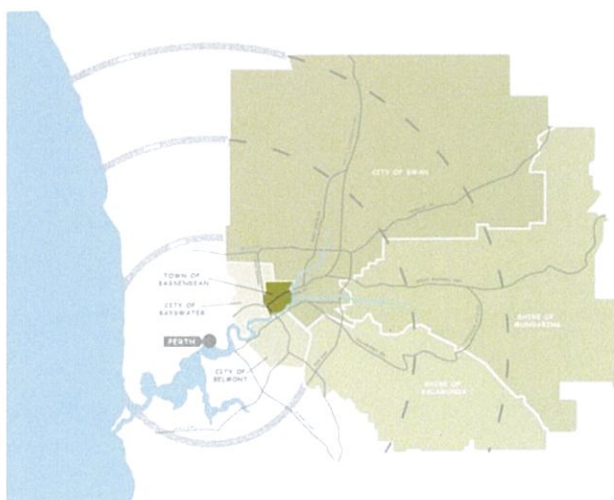 CITY OF SWAN
TOWN OF
BASSENDEAN
CITY OF
BAYSWATER
PERTH
CITY OF
BELMONT
SHIRE OF
MUNDARING
SHIRE OF
KALAMUNDA